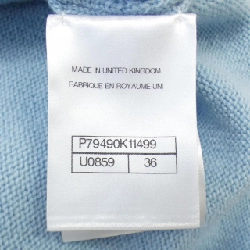 MADE IN UNITED KINGDOM
FABRIQUE EN ROYAUME UNI
P79490K11499
U0859 36